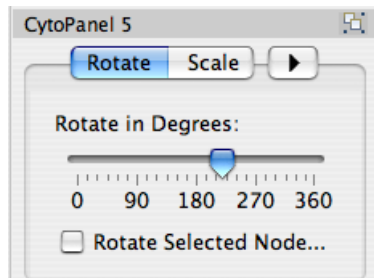 CytoPanel 5
Rotate Scale
Rotate in Degrees:
0 90 180 270 360
Rotate Selected Node...